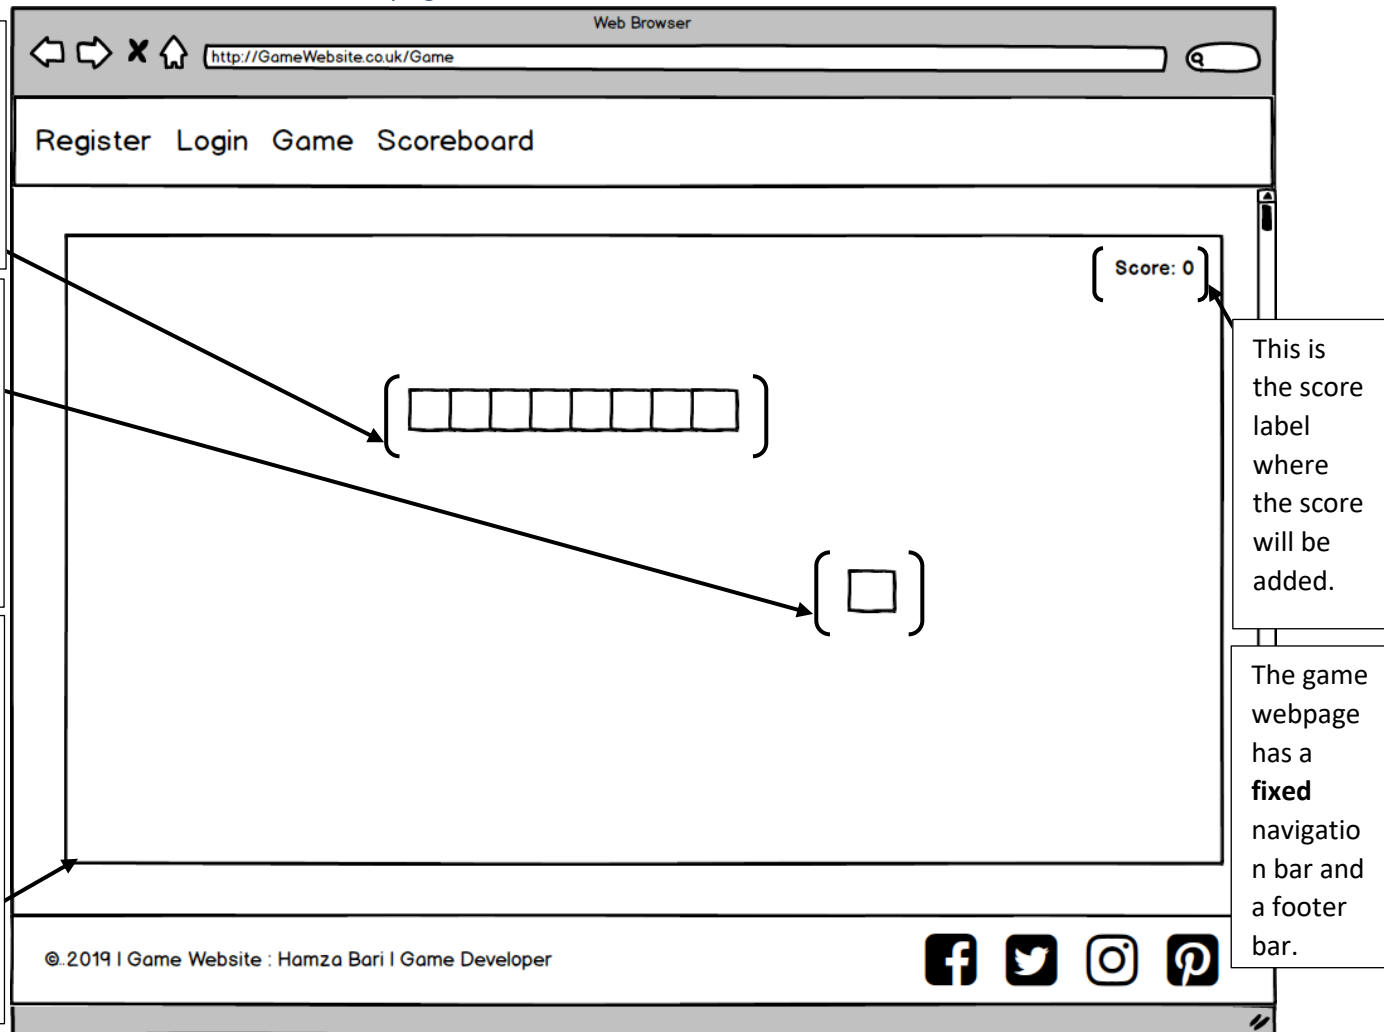 Web Browser
http://GameWebsite.co.uk/Game
Register Login Game Scoreboard
Score: 0
This is
the score
label
where
the score
will be
added.
The game
webpage
has a
fixed
navigatio
n bar and
a footer
bar.
©.2019 | Game Website : Hamza Bari | Game Developer